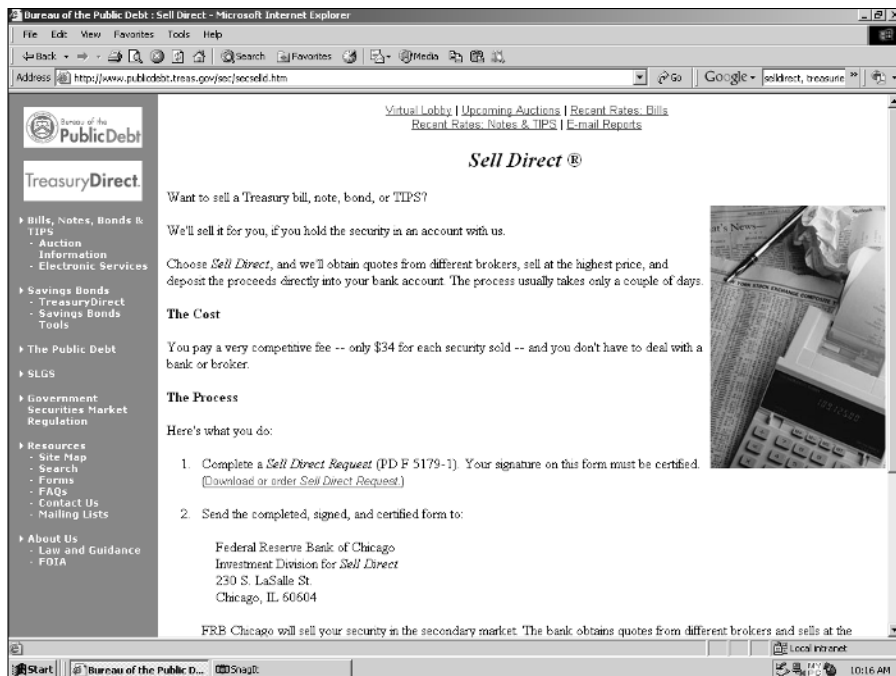 Bureau of the Public Debt : Sell Direct - Microsoft Internet Explorer
File Edit View Favorites Tools Help
Back Search Favorites Media
Address http://www.publicdebt.treas.gov/sec/secselld.htm Go Google selldirect, treasurie
Bureau of the
PublicDebt
TreasuryDirect.
Bills, Notes, Bonds &
TIPS
- Auction
Information
- Electronic Services
Savings Bonds
- TreasuryDirect
- Savings Bonds
Tools
The Public Debt
SLGS
Government
Securities Market
Regulation
Resources
- Site Map
- Search
- Forms
- FAQs
- Contact Us
- Mailing Lists
About Us
- Law and Guidance
- FOIA
Virtual Lobby | Upcoming Auctions | Recent Rates: Bills
Recent Rates: Notes & TIPS | E-mail Reports
Sell Direct ®
Want to sell a Treasury bill, note, bond, or TIPS?
We'll sell it for you, if you hold the security in an account with us.
Choose Sell Direct, and we'll obtain quotes from different brokers, sell at the highest price, and
deposit the proceeds directly into your bank account. The process usually takes only a couple of days.
The Cost
You pay a very competitive fee -- only $34 for each security sold -- and you don't have to deal with a
bank or broker.
The Process
Here's what you do:
1. Complete a Sell Direct Request (PD F 5179-1). Your signature on this form must be certified.
(Download or order Sell Direct Request.)
2. Send the completed, signed, and certified form to:
Federal Reserve Bank of Chicago
Investment Division for Sell Direct
230 S. LaSalle St.
Chicago, IL 60604
FRB Chicago will sell your security in the secondary market. The bank obtains quotes from different brokers and sells at the
Local intranet
Start Bureau of the Public D... SnagIt 10:16 AM